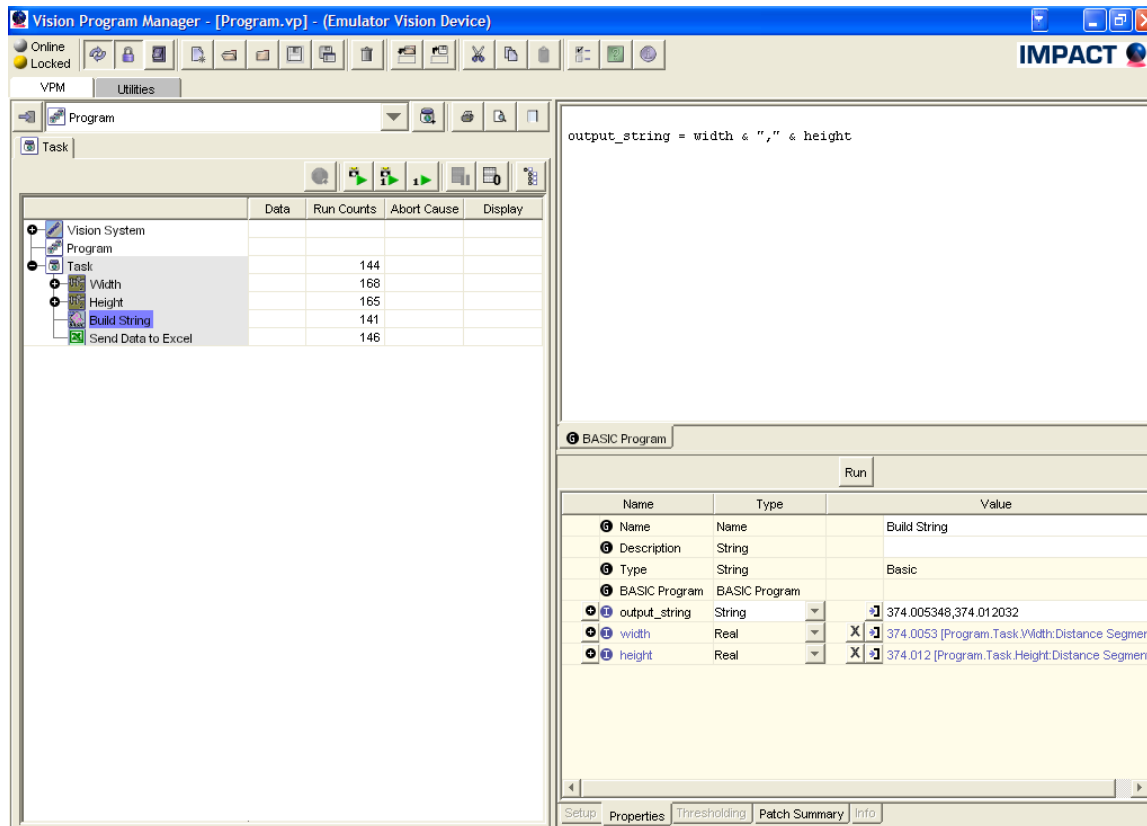 Vision Program Manager - [Program.vp] - (Emulator Vision Device)
Online
Locked
IMPACT
VPM Utilities
Program
Task
Data Run Counts Abort Cause Display
Vision System
Program
Task 144
Width 168
Height 165
Build String 141
Send Data to Excel 146
output_string = width & "," & height
BASIC Program
Run
Name Type Value
Name Name Build String
Description String
Type String Basic
BASIC Program BASIC Program
output_string String 374.005348,374.012032
width Real X 374.0053 [Program.Task.Width:Distance Segmen
height Real X 374.012 [Program.Task.Height:Distance Segmen
Setup Properties Thresholding Patch Summary Info